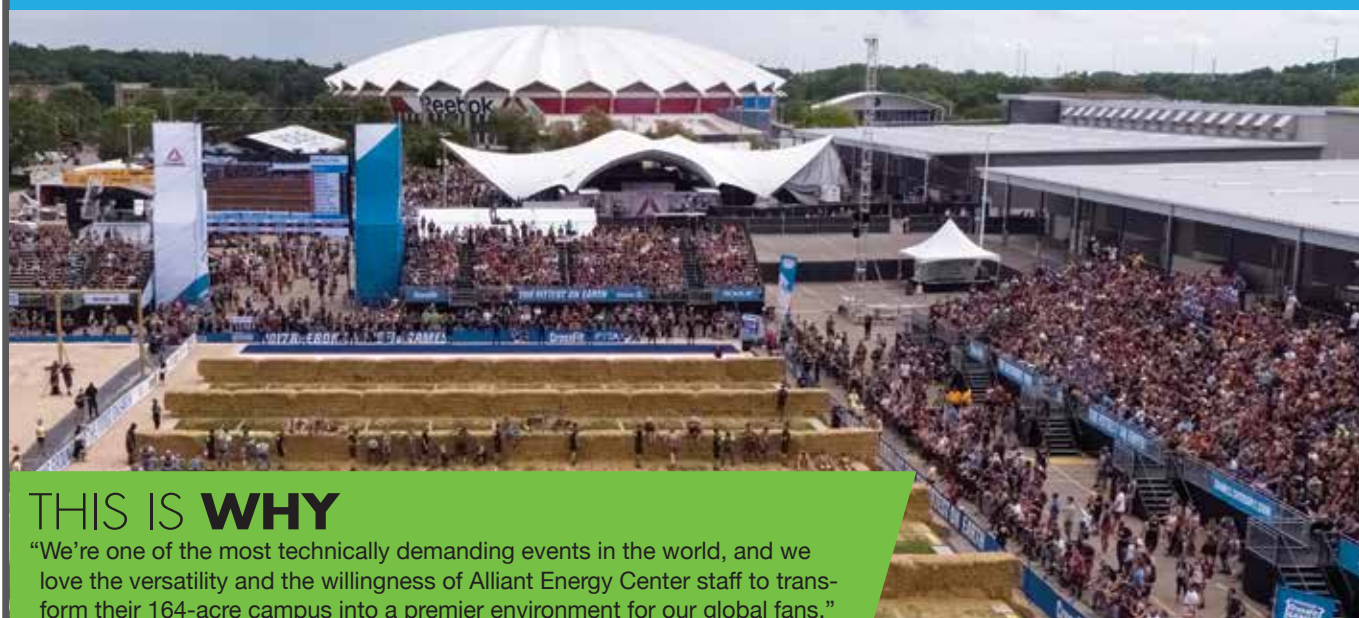 Reebok
THE FITTEST ON EARTH
CrossFit
THIS IS WHY
“We’re one of the most technically demanding events in the world, and we
love the versatility and the willingness of Alliant Energy Center staff to trans-
form their 164-acre campus into a premier environment for our global fans.”